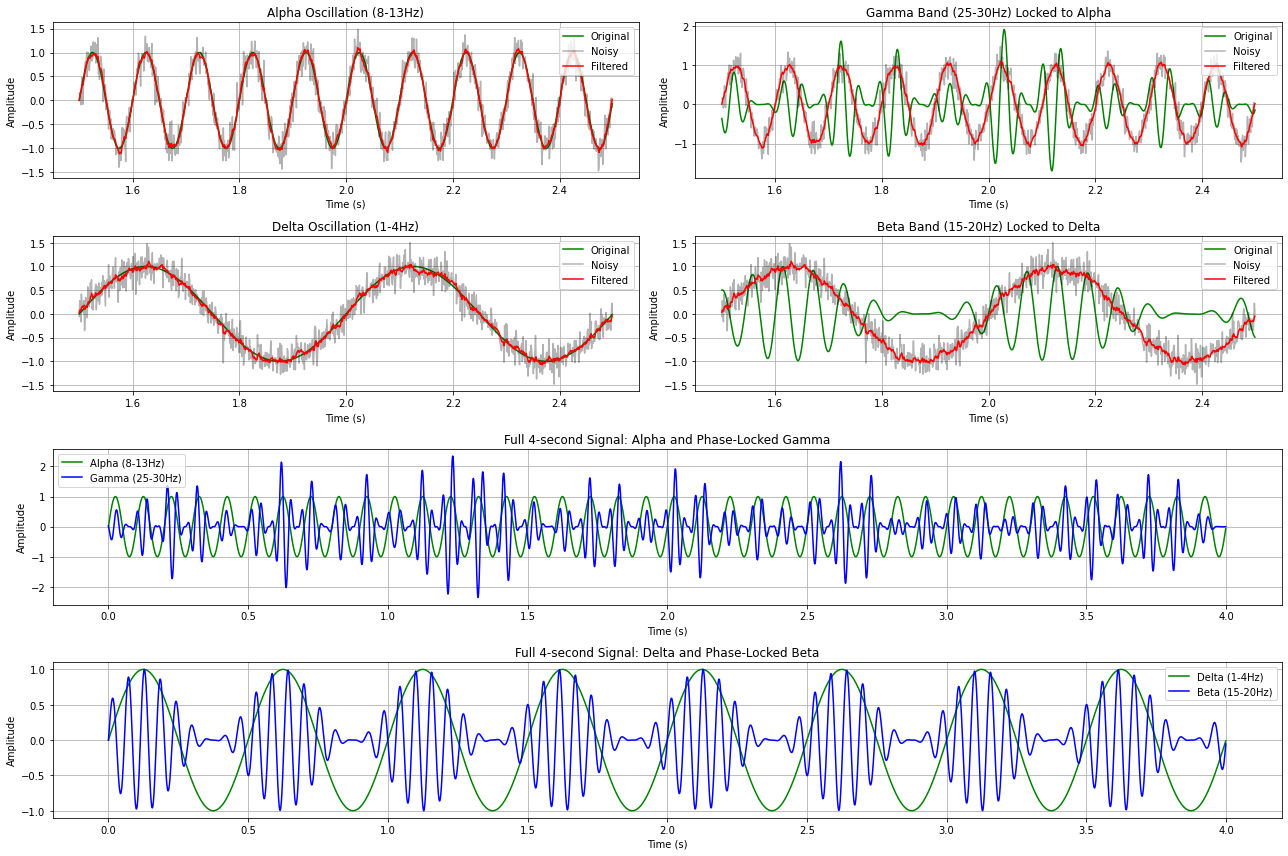 Alpha Oscillation (8-13Hz)
Amplitude
1.5
1.0
0.5
0.0
−0.5
−1.0
−1.5
Original
Noisy
Filtered
1.6 1.8 2.0 2.2 2.4
Time (s)
Gamma Band (25-30Hz) Locked to Alpha
Amplitude
2
1
0
−1
Original
Noisy
Filtered
1.6 1.8 2.0 2.2 2.4
Time (s)
Delta Oscillation (1-4Hz)
Amplitude
1.5
1.0
0.5
0.0
−0.5
−1.0
−1.5
Original
Noisy
Filtered
1.6 1.8 2.0 2.2 2.4
Time (s)
Beta Band (15-20Hz) Locked to Delta
Amplitude
1.5
1.0
0.5
0.0
−0.5
−1.0
−1.5
Original
Noisy
Filtered
1.6 1.8 2.0 2.2 2.4
Time (s)
Full 4-second Signal: Alpha and Phase-Locked Gamma
Amplitude
2
1
0
−1
−2
Alpha (8-13Hz)
Gamma (25-30Hz)
0.0 0.5 1.0 1.5 2.0 2.5 3.0 3.5 4.0
Time (s)
Full 4-second Signal: Delta and Phase-Locked Beta
Amplitude
1.0
0.5
0.0
−0.5
−1.0
Delta (1-4Hz)
Beta (15-20Hz)
0.0 0.5 1.0 1.5 2.0 2.5 3.0 3.5 4.0
Time (s)